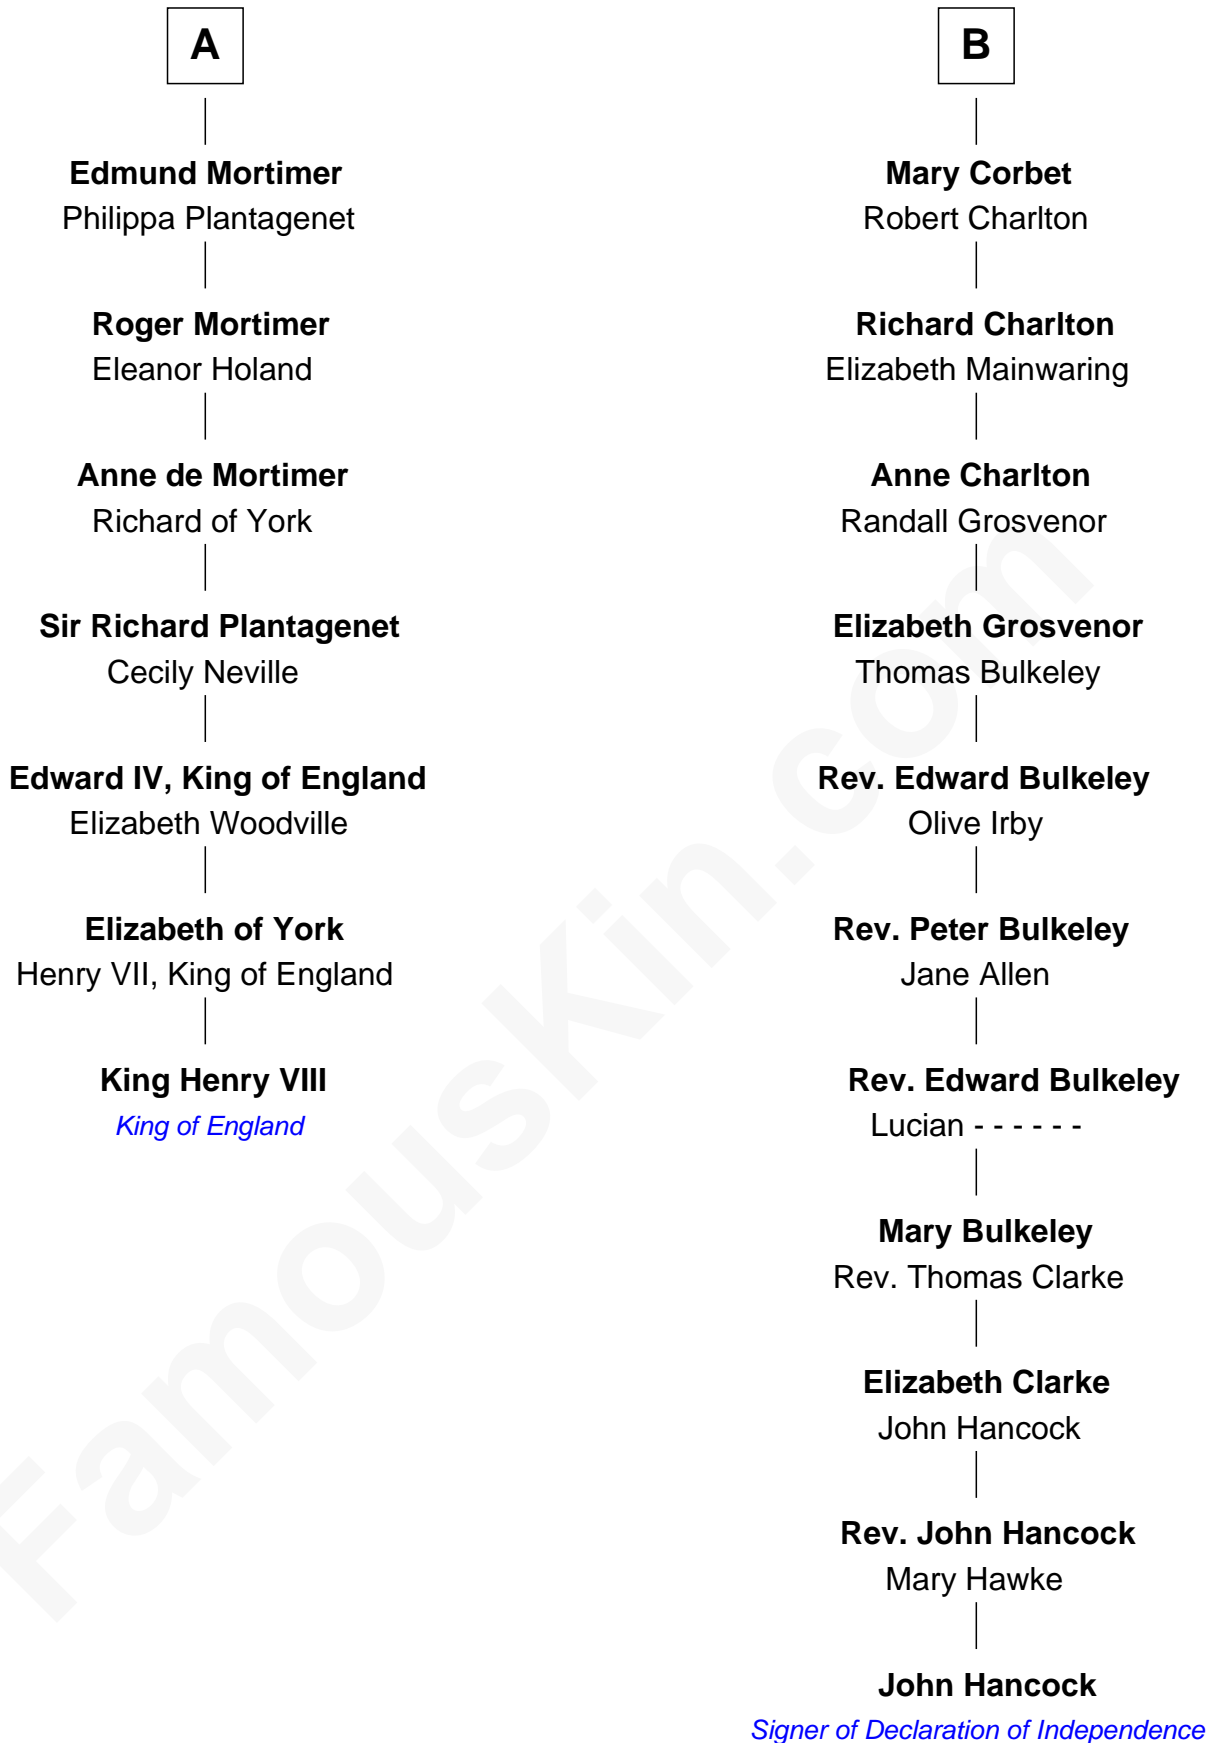 A
Edmund Mortimer
Philippa Plantagenet
Roger Mortimer
Eleanor Holand
Anne de Mortimer
Richard of York
Sir Richard Plantagenet
Cecily Neville
Edward IV, King of England
Elizabeth Woodville
Elizabeth of York
Henry VII, King of England
King Henry VIII
King of England
B
Mary Corbet
Robert Charlton
Richard Charlton
Elizabeth Mainwaring
Anne Charlton
Randall Grosvenor
Elizabeth Grosvenor
Thomas Bulkeley
Rev. Edward Bulkeley
Olive Irby
Rev. Peter Bulkeley
Jane Allen
Rev. Edward Bulkeley
Lucian - - - - - -
Mary Bulkeley
Rev. Thomas Clarke
Elizabeth Clarke
John Hancock
Rev. John Hancock
Mary Hawke
John Hancock
Signer of Declaration of Independence
FamousKin.com